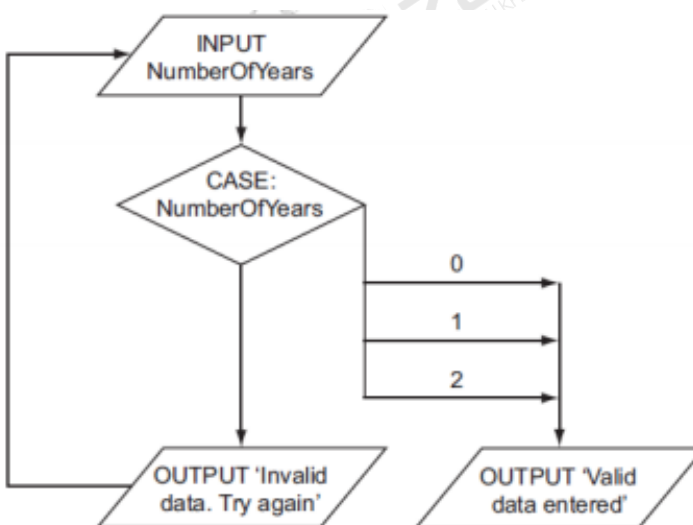 INPUT
NumberOfYears
CASE:
NumberOfYears
0
1
2
OUTPUT ‘Invalid
data. Try again’
OUTPUT ‘Valid
data entered’